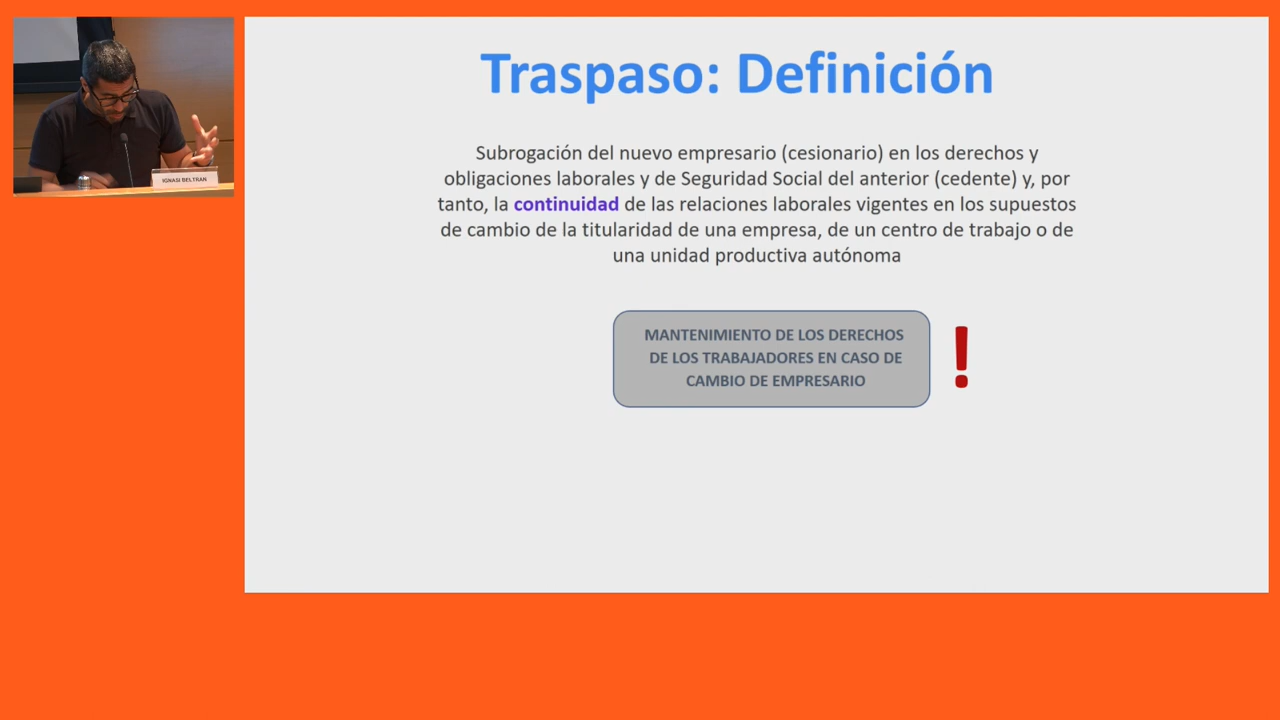 Traspaso: Definición
Subrogación del nuevo empresario (cesionario) en los derechos y
obligaciones laborales y de Seguridad Social del anterior (cedente) y, por
tanto, la continuidad de las relaciones laborales vigentes en los supuestos
de cambio de la titularidad de una empresa, de un centro de trabajo o de
una unidad productiva autónoma
MANTENIMIENTO DE LOS DERECHOS
DE LOS TRABAJADORES EN CASO DE
CAMBIO DE EMPRESARIO
!
IGNASI BELTRAN